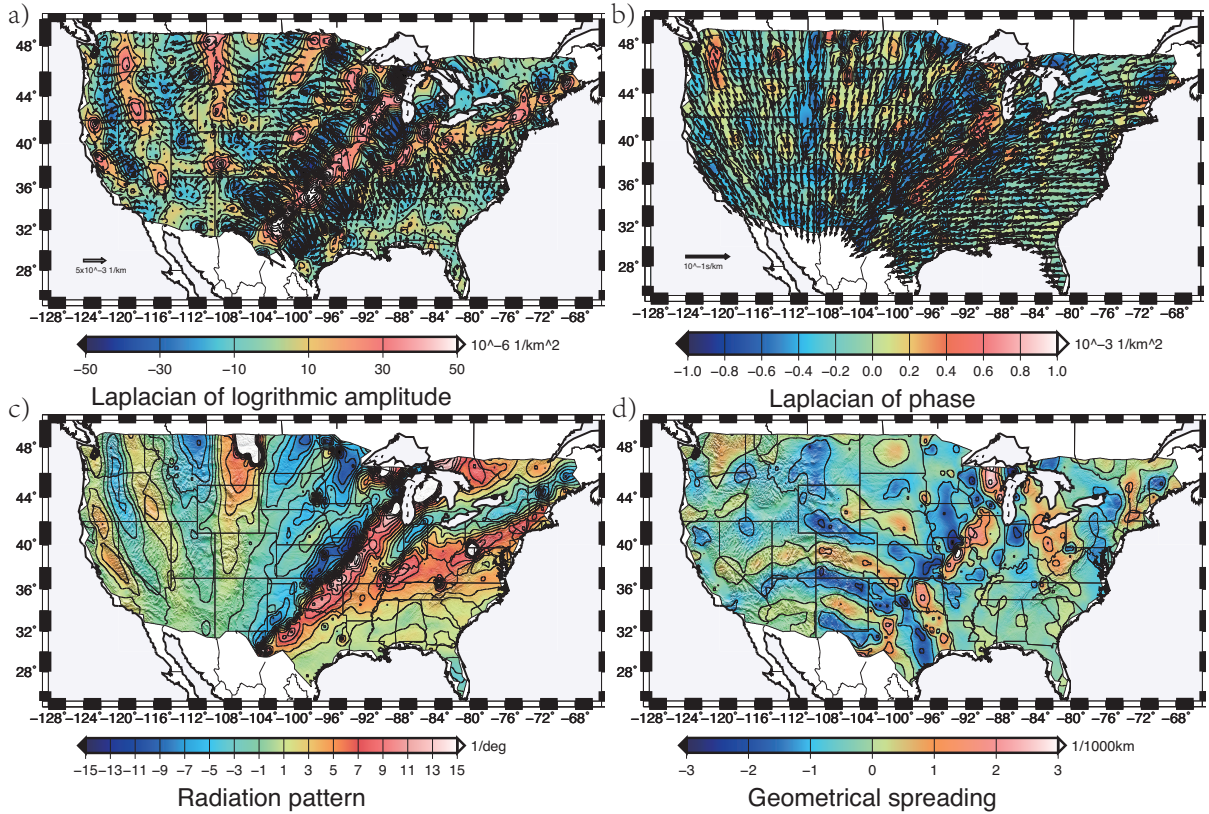 a)
48°
44°
40°
36°
32°
28°
5x10^−3 1/km
−128° −124° −120° −116° −112° −108° −104° −100° −96° −92° −88° −84° −80° −76° −72° −68°
10^−6 1/km^2
−50 −30 −10 10 30 50
Laplacian of logrithmic amplitude
b)
48°
44°
40°
36°
32°
28°
10^−1s/km
−128° −124° −120° −116° −112° −108° −104° −100° −96° −92° −88° −84° −80° −76° −72° −68°
10^−3 1/km^2
−1.0 −0.8 −0.6 −0.4 −0.2 0.0 0.2 0.4 0.6 0.8 1.0
Laplacian of phase
c)
48°
44°
40°
36°
32°
28°
−128° −124° −120° −116° −112° −108° −104° −100° −96° −92° −88° −84° −80° −76° −72° −68°
1/deg
−15 −13 −11 −9 −7 −5 −3 −1 1 3 5 7 9 11 13 15
Radiation pattern
d)
48°
44°
40°
36°
32°
28°
−128° −124° −120° −116° −112° −108° −104° −100° −96° −92° −88° −84° −80° −76° −72° −68°
1/1000km
−3 −2 −1 0 1 2 3
Geometrical spreading